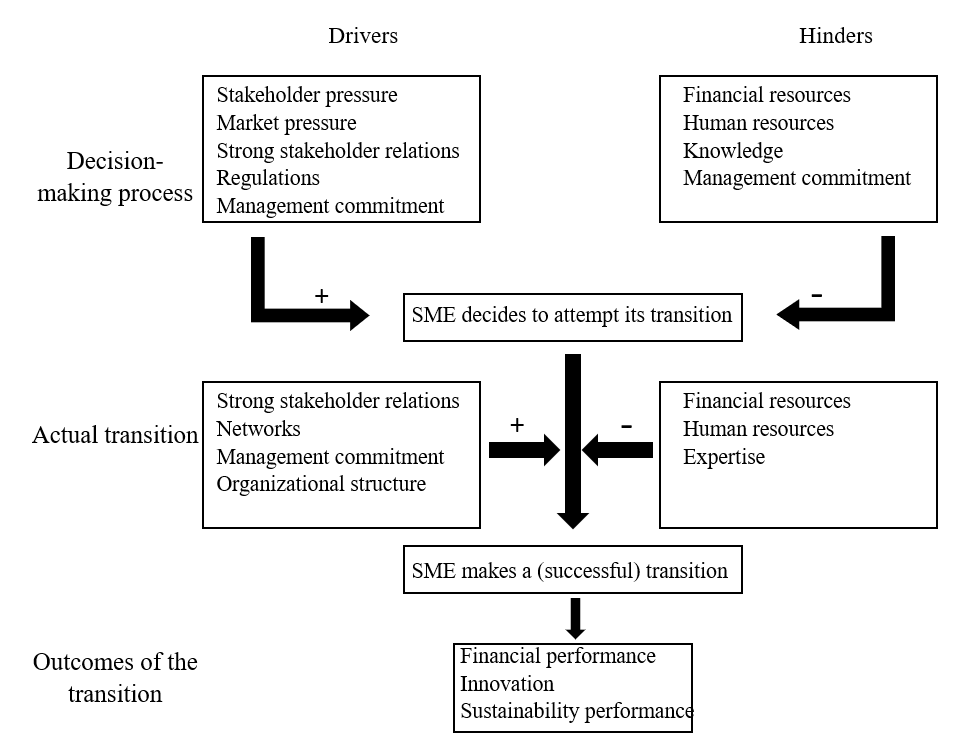 Drivers
Hinders
Decision-
making process
Stakeholder pressure
Market pressure
Strong stakeholder relations
Regulations
Management commitment
Financial resources
Human resources
Knowledge
Management commitment
+
-
SME decides to attempt its transition
Actual transition
Strong stakeholder relations
Networks
Management commitment
Organizational structure
+
-
Financial resources
Human resources
Expertise
SME makes a (successful) transition
Outcomes of the
transition
Financial performance
Innovation
Sustainability performance